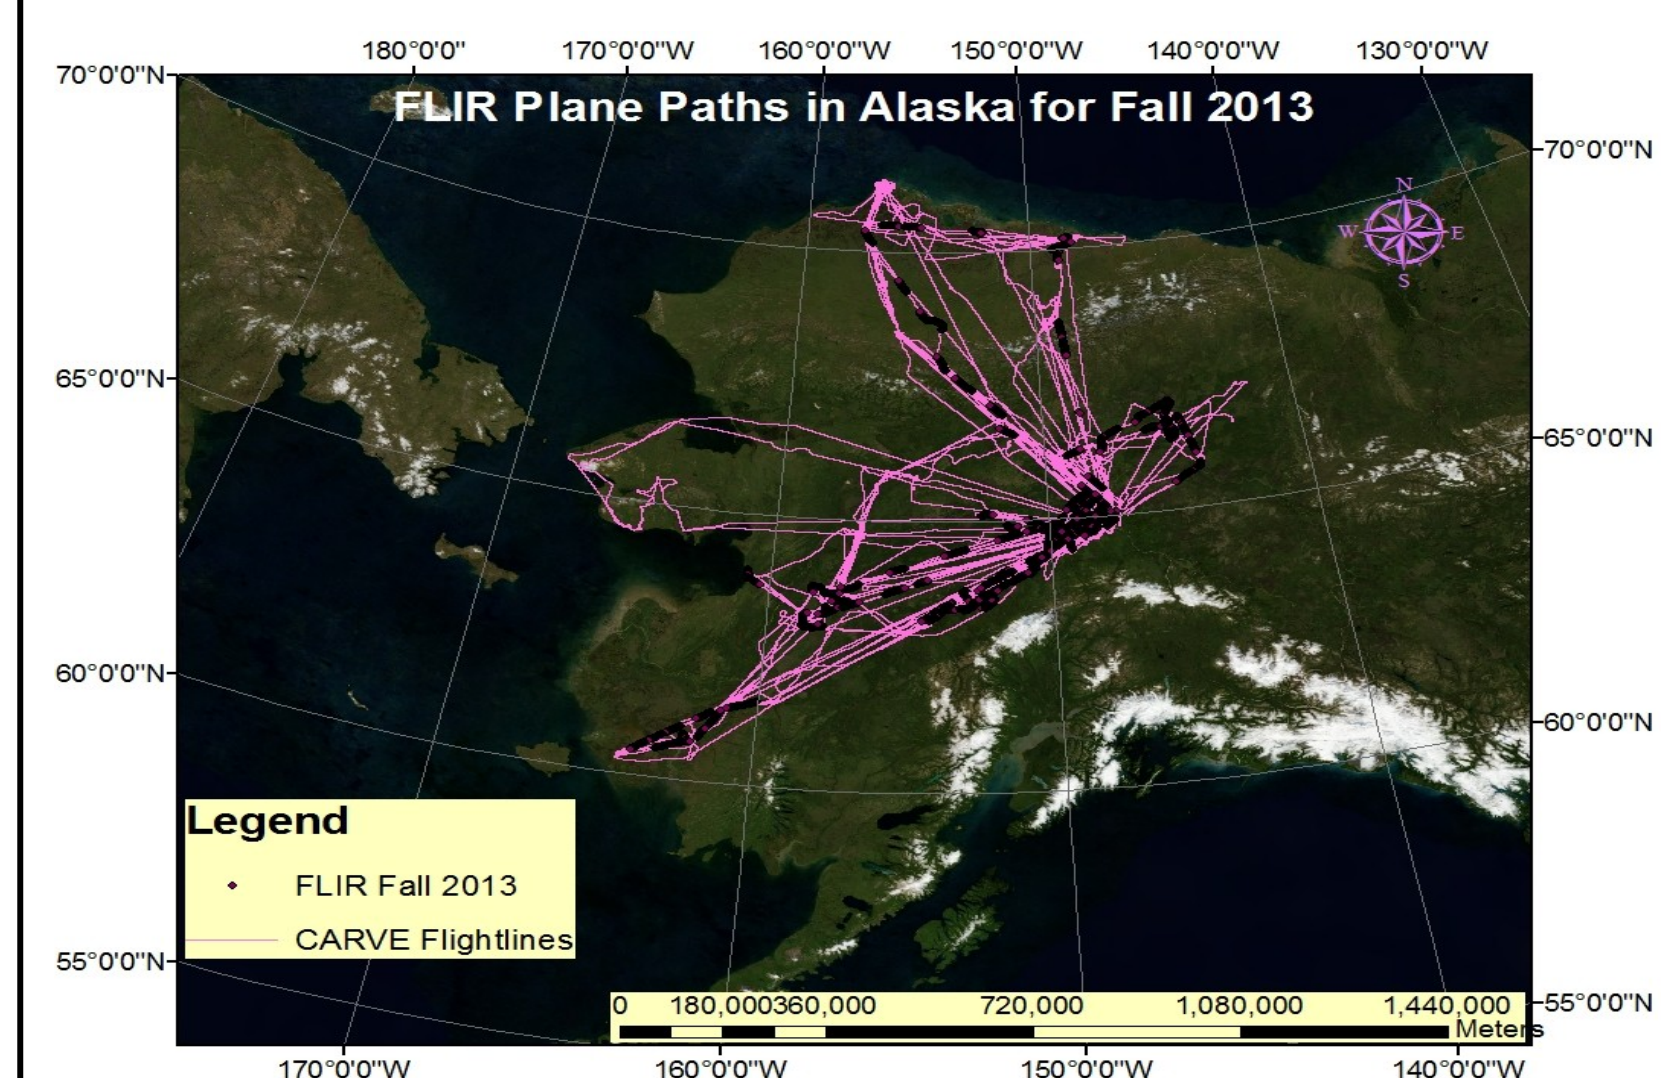 180°0'0" 170°0'0"W 160°0'0"W 150°0'0"W 140°0'0"W 130°0'0"W
70°0'0"N
FLIR Plane Paths in Alaska for Fall 2013
70°0'0"N
N
W E
S
65°0'0"N
65°0'0"N
60°0'0"N
60°0'0"N
Legend
FLIR Fall 2013
CARVE Flightlines
55°0'0"N
55°0'0"N
0 180,000 360,000 720,000 1,080,000 1,440,000
Meters
170°0'0"W 160°0'0"W 150°0'0"W 140°0'0"W